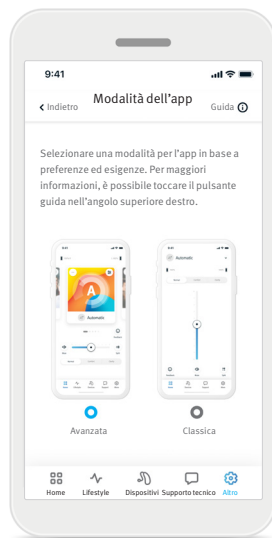 9:41
Indietro
Modalità dell'app
Guida
Selezionare una modalità per l'app in base a
preferenze ed esigenze. Per maggiori
informazioni, è possibile toccare il pulsante
guida nell'angolo superiore destro.
A
Automatic
Automatic
Avanzata
Classica
Home Lifestyle Dispositivi Supporto tecnico Altro